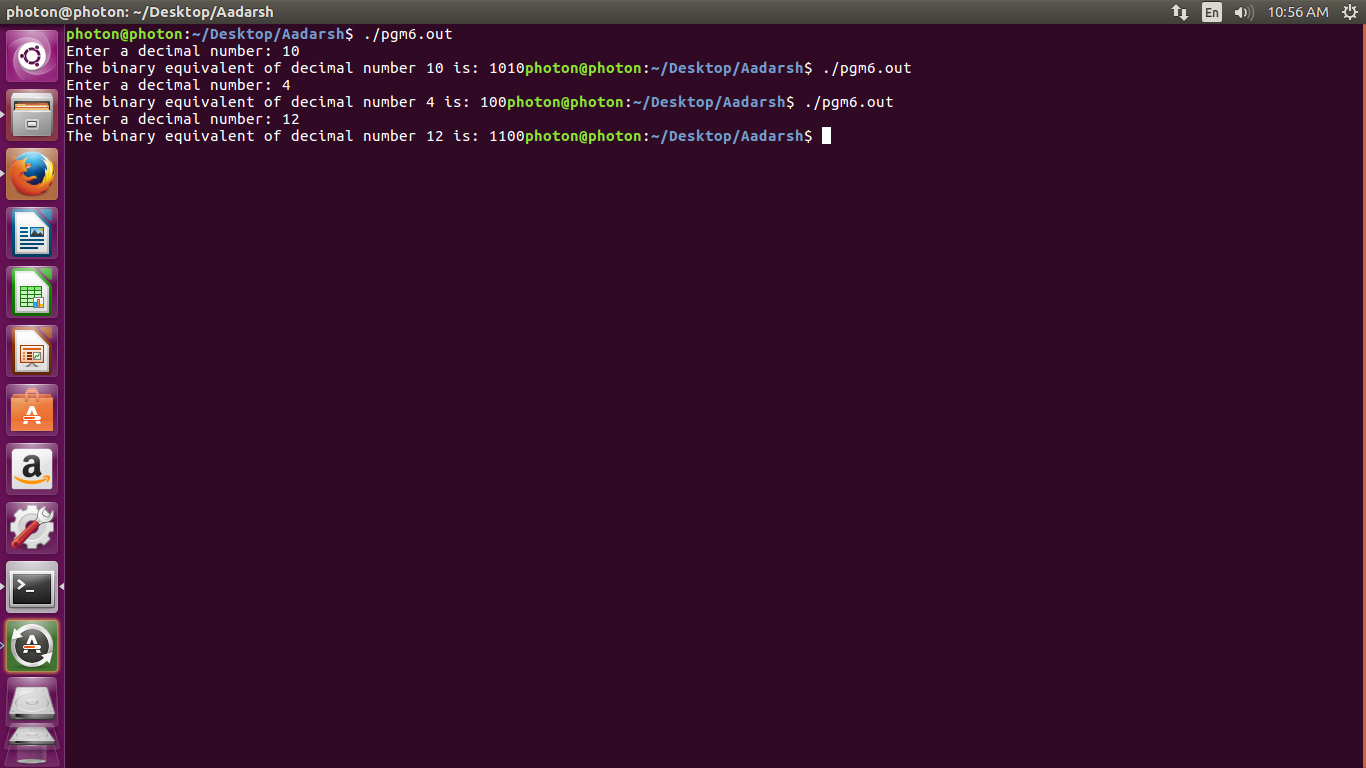 photon@photon: ~/Desktop/Aadarsh
En
10:56 AM
photon@photon:~/Desktop/Aadarsh$ ./pgm6.out
Enter a decimal number: 10
The binary equivalent of decimal number 10 is: 1010photon@photon:~/Desktop/Aadarsh$ ./pgm6.out
Enter a decimal number: 4
The binary equivalent of decimal number 4 is: 100photon@photon:~/Desktop/Aadarsh$ ./pgm6.out
Enter a decimal number: 12
The binary equivalent of decimal number 12 is: 1100photon@photon:~/Desktop/Aadarsh$